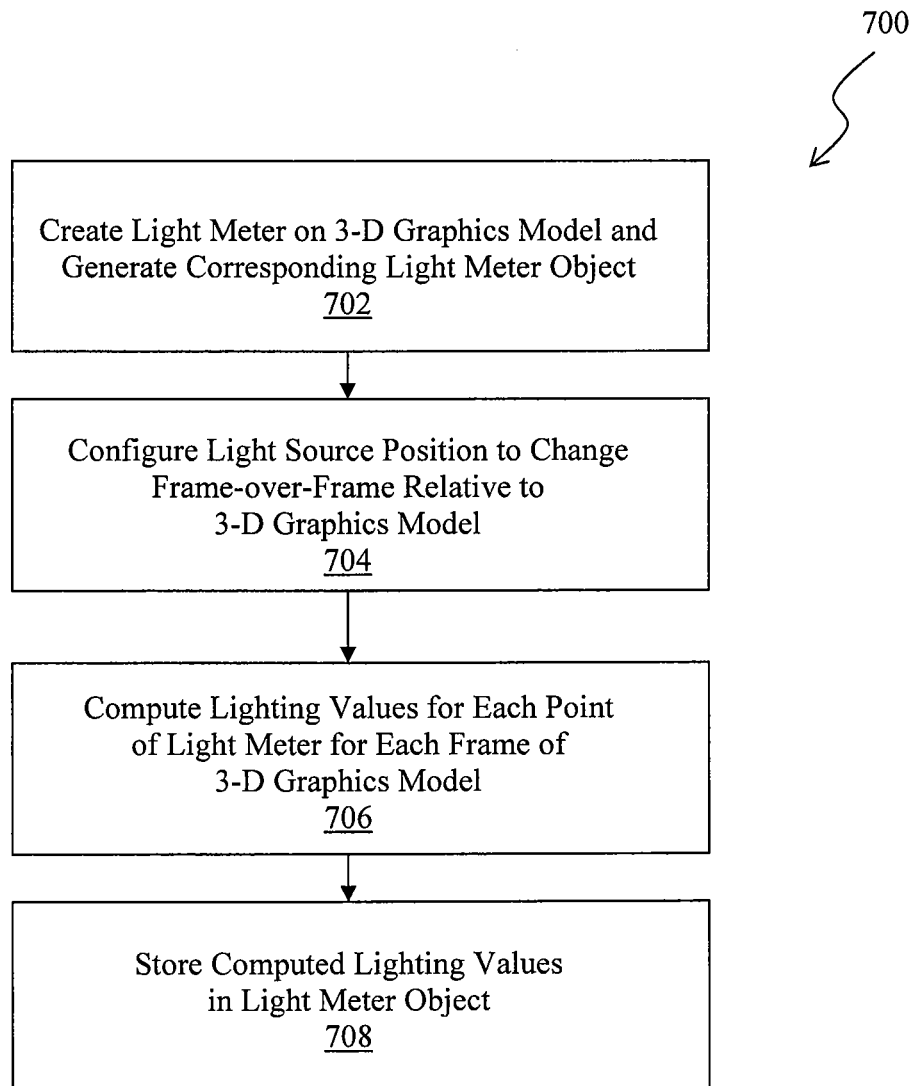 700
Create Light Meter on 3-D Graphics Model and
Generate Corresponding Light Meter Object
702
Configure Light Source Position to Change
Frame-over-Frame Relative to
3-D Graphics Model
704
Compute Lighting Values for Each Point
of Light Meter for Each Frame of
3-D Graphics Model
706
Store Computed Lighting Values
in Light Meter Object
708